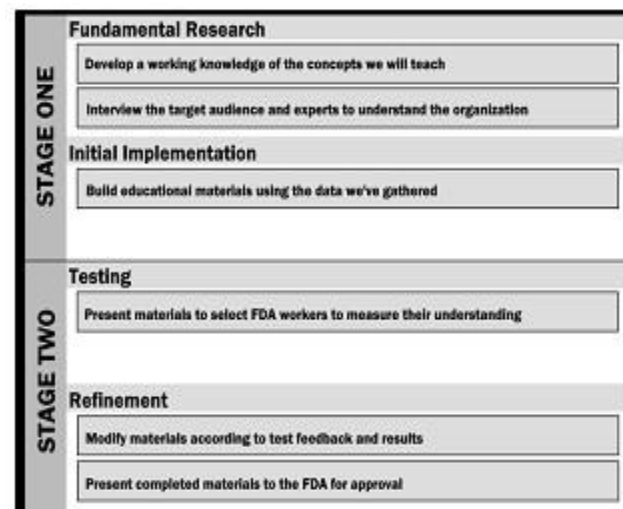 STAGE ONE
Fundamental Research
Develop a working knowledge of the concepts we will teach
Interview the target audience and experts to understand the organization
Initial Implementation
Build educational materials using the data we've gathered
STAGE TWO
Testing
Present materials to select FDA workers to measure their understanding
Refinement
Modify materials according to test feedback and results
Present completed materials to the FDA for approval